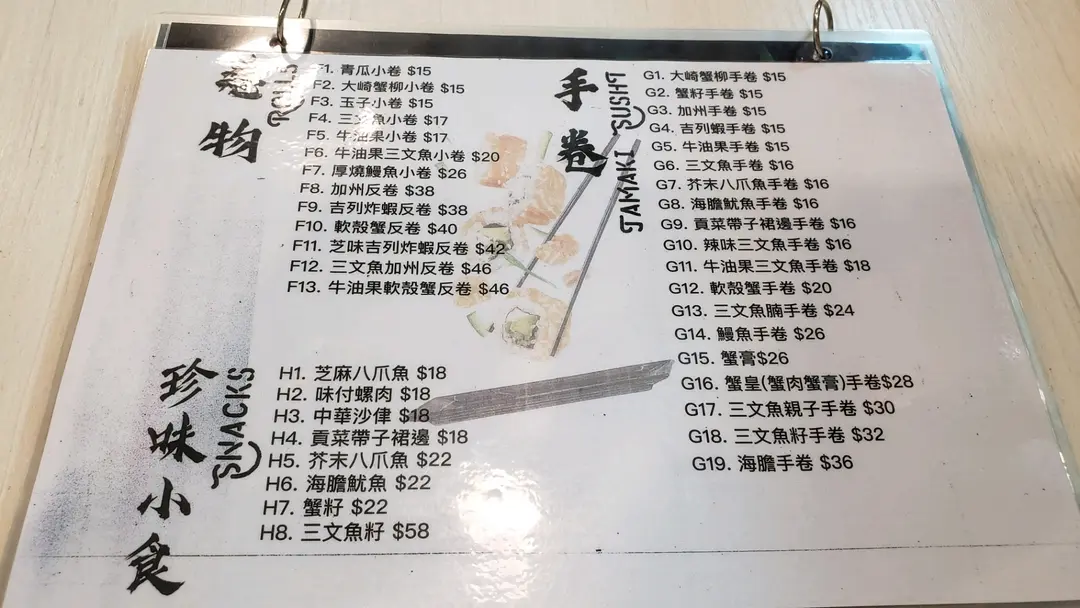 卷物
ROLLS
F1. 青瓜小卷 $15
F2. 大崎蟹柳小卷 $15
F3. 玉子小卷 $15
F4. 三文魚小卷 $17
F5. 牛油果小卷 $17
F6. 牛油果三文魚小卷 $20
F7. 厚燒鰻魚小卷 $26
F8. 加州反卷 $38
F9. 吉列炸蝦反卷 $38
F10. 軟殼蟹反卷 $40
F11. 芝味吉列炸蝦反卷 $42
F12. 三文魚加州反卷 $46
F13. 牛油果軟殼蟹反卷 $46
珍味小食
SNACKS
H1. 芝麻八爪魚 $18
H2. 味付螺肉 $18
H3. 中華沙律 $18
H4. 貢菜帶子裙邊 $18
H5. 芥末八爪魚 $22
H6. 海膽魷魚 $22
H7. 蟹籽 $22
H8. 三文魚籽 $58
手卷
TAMAKI SUSHI
G1. 大崎蟹柳手卷 $15
G2. 蟹籽手卷 $15
G3. 加州手卷 $15
G4. 吉列蝦手卷 $15
G5. 牛油果手卷 $15
G6. 三文魚手卷 $16
G7. 芥末八爪魚手卷 $16
G8. 海膽魷魚手卷 $16
G9. 貢菜帶子裙邊手卷 $16
G10. 辣味三文魚手卷 $16
G11. 牛油果三文魚手卷 $18
G12. 軟殼蟹手卷 $20
G13. 三文魚腩手卷 $24
G14. 鰻魚手卷 $26
G15. 蟹膏$26
G16. 蟹皇(蟹肉蟹膏)手卷$28
G17. 三文魚親子手卷 $30
G18. 三文魚籽手卷 $32
G19. 海膽手卷 $36